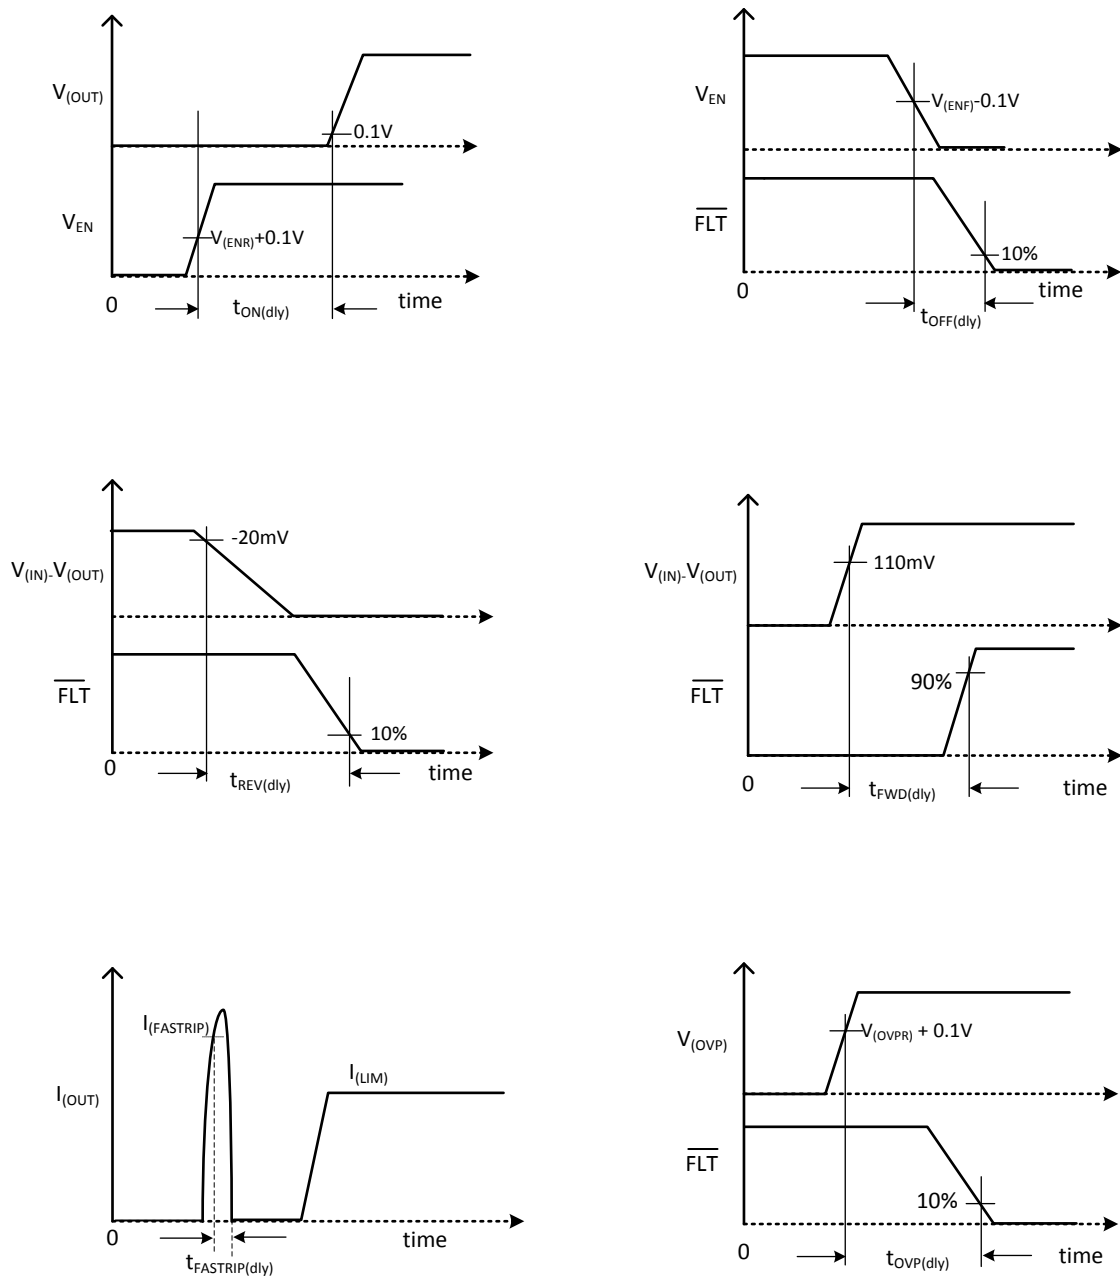 V(OUT)
0.1V
VEN
V(ENR)+0.1V
0
tON(dly)
time
VEN
V(ENF)-0.1V
FLT
10%
0
tOFF(dly)
time
V(IN)-V(OUT)
-20mV
FLT
10%
0
tREV(dly)
time
V(IN)-V(OUT)
110mV
FLT
90%
0
tFWD(dly)
time
I(FASTRIP)
I(OUT)
I(LIM)
0
tFASTRIP(dly)
time
V(OVP)
V(OVPR) + 0.1V
FLT
10%
0
tOVP(dly)
time